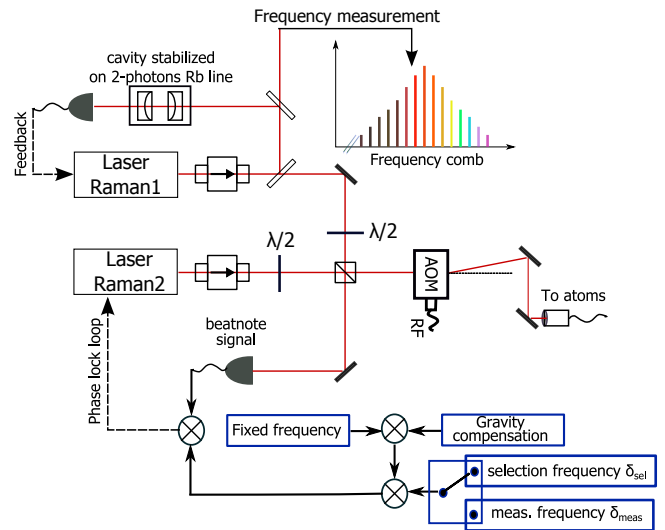 Frequency measurement
cavity stabilized
on 2-photons Rb line
Feedback
Laser
Raman1
Frequency comb
λ/2
λ/2
Laser
Raman2
AOM
RF
To atoms
beatnote
signal
Phase lock loop
Fixed frequency
Gravity
compensation
selection frequency δsel
meas. frequency δmeas